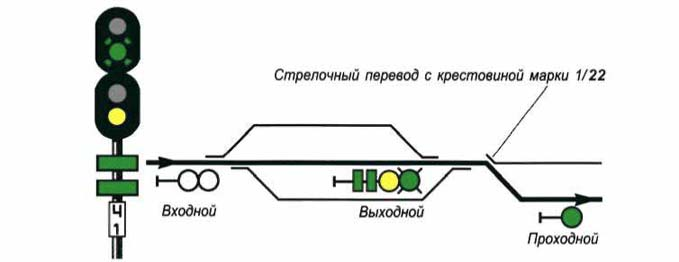 Стрелочный перевод с крестовиной марки 1/22
Ч
1
Входной
Выходной
Проходной